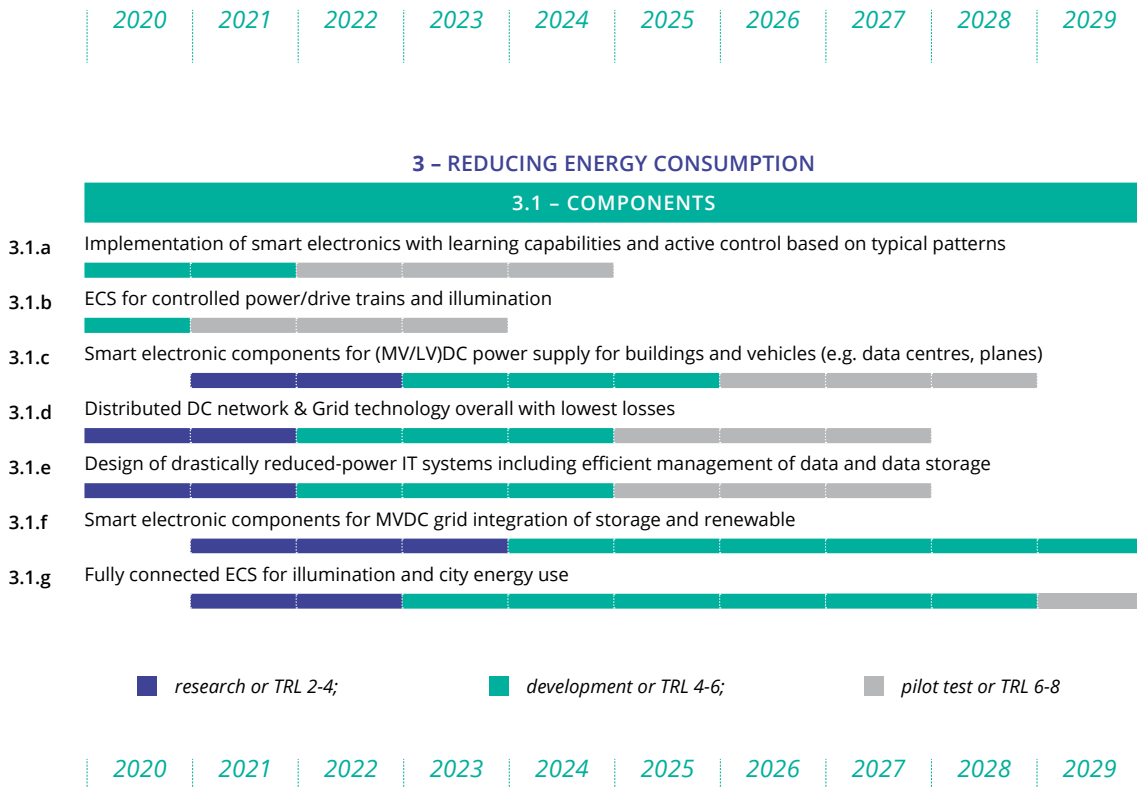 2020 2021 2022 2023 2024 2025 2026 2027 2028 2029
3 – REDUCING ENERGY CONSUMPTION
3.1 – COMPONENTS
3.1.a Implementation of smart electronics with learning capabilities and active control based on typical patterns
3.1.b ECS for controlled power/drive trains and illumination
3.1.c Smart electronic components for (MV/LV)DC power supply for buildings and vehicles (e.g. data centres, planes)
3.1.d Distributed DC network & Grid technology overall with lowest losses
3.1.e Design of drastically reduced-power IT systems including efficient management of data and data storage
3.1.f Smart electronic components for MVDC grid integration of storage and renewable
3.1.g Fully connected ECS for illumination and city energy use
research or TRL 2-4; development or TRL 4-6; pilot test or TRL 6-8
2020 2021 2022 2023 2024 2025 2026 2027 2028 2029